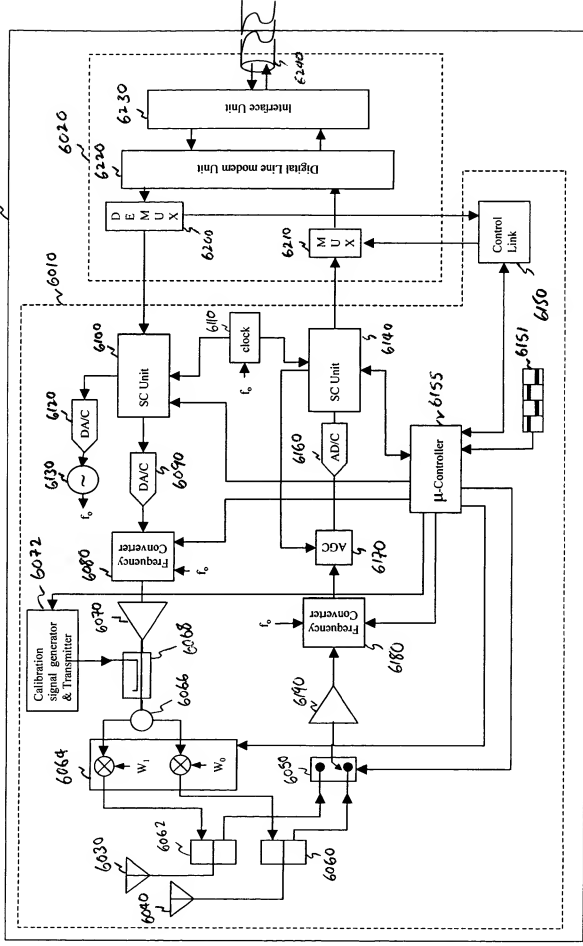 6240
6230
Interface Unit
6020
6220
Digital Line modem Unit
D E M U X
6200
6210
M U X
Control Link
6150
6151
6010
6100
SC Unit
6110
clock
f₀
SC Unit
6140
6155
μ-Controller
6120
DA/C
6130
~
f₀
DA/C
6090
6160
AD/C
AGC
6170
6072
Calibration signal generator & Transmitter
6080
Frequency Converter
f₀
f₀
Frequency Converter
6180
6070
6068
6066
6190
6064
W₁
W₀
6050
6062
6060
6030
6040